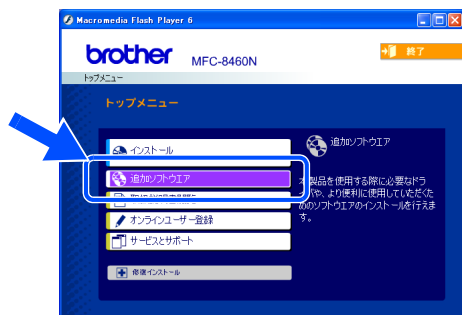 Macromedia Flash Player 6
brother
MFC-8460N
終了
トップメニュー
トップメニュー
インストール
追加ソフトウエア
オンラインユーザー登録
サービスとサポート
修復インストール
追加ソフトウエア
本製品を使用する際に必要なドラ
や、より便利に使用していただくた
めのソフトウエアのインストールを行えま
す。